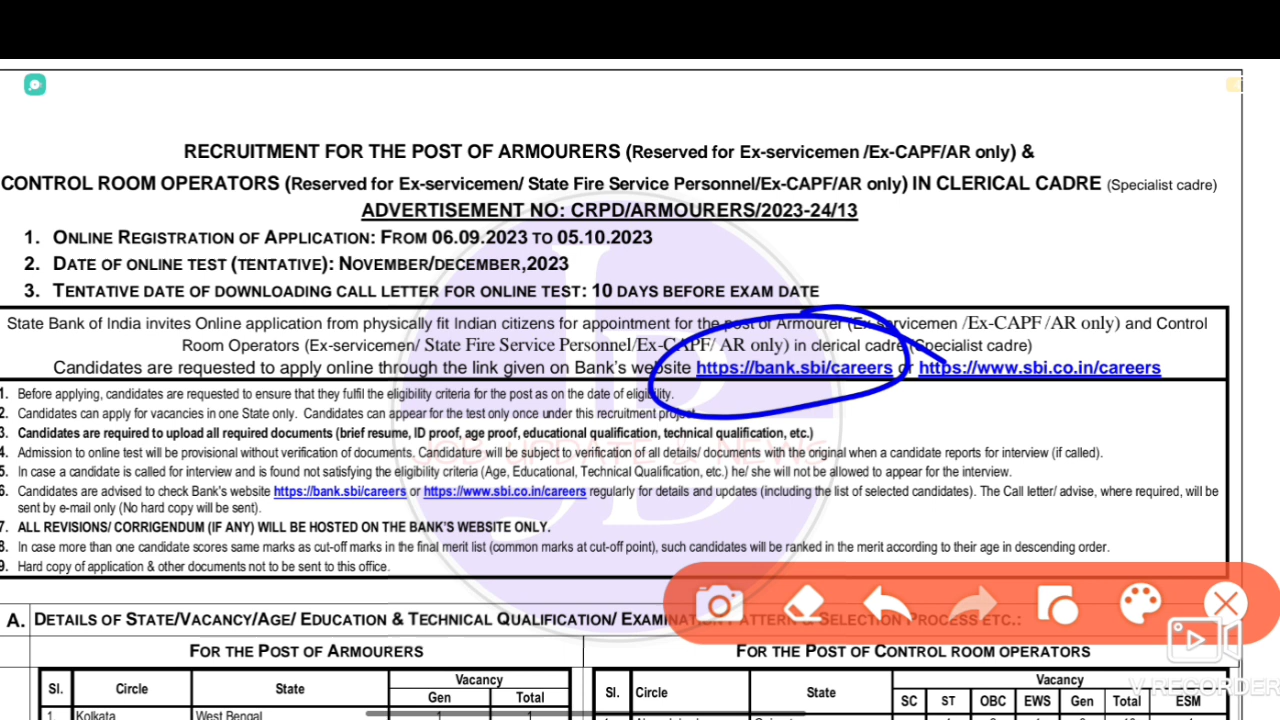 RECRUITMENT FOR THE POST OF ARMOURERS (Reserved for Ex-servicemen /Ex-CAPF/AR only) &
CONTROL ROOM OPERATORS (Reserved for Ex-servicemen/ State Fire Service Personnel/Ex-CAPF/AR only) IN CLERICAL CADRE (Specialist cadre)
ADVERTISEMENT NO: CRPD/ARMOURERS/2023-24/13
1. ONLINE REGISTRATION OF APPLICATION: FROM 06.09.2023 TO 05.10.2023
2. DATE OF ONLINE TEST (TENTATIVE): NOVEMBER/DECEMBER,2023
3. TENTATIVE DATE OF DOWNLOADING CALL LETTER FOR ONLINE TEST: 10 DAYS BEFORE EXAM DATE
State Bank of India invites Online application from physically fit Indian citizens for appointment for the post of Armourer (Ex-servicemen /Ex-CAPF /AR only) and Control
Room Operators (Ex-servicemen/ State Fire Service Personnel/Ex-CAPF/ AR only) in clerical cadre (Specialist cadre)
Candidates are requested to apply online through the link given on Bank's website https://bank.sbi/careers or https://www.sbi.co.in/careers
1. Before applying, candidates are requested to ensure that they fulfil the eligibility criteria for the post as on the date of eligibility.
2. Candidates can apply for vacancies in one State only. Candidates can appear for the test only once under this recruitment project.
3. Candidates are required to upload all required documents (brief resume, ID proof, age proof, educational qualification, technical qualification, etc.)
4. Admission to online test will be provisional without verification of documents. Candidature will be subject to verification of all details/ documents with the original when a candidate reports for interview (if called).
5. In case a candidate is called for interview and is found not satisfying the eligibility criteria (Age, Educational, Technical Qualification, etc.) he/ she will not be allowed to appear for the interview.
6. Candidates are advised to check Bank's website https://bank.sbi/careers or https://www.sbi.co.in/careers regularly for details and updates (including the list of selected candidates). The Call letter/ advise, where required, will be
sent by e-mail only (No hard copy will be sent).
7. ALL REVISIONS/ CORRIGENDUM (IF ANY) WILL BE HOSTED ON THE BANK'S WEBSITE ONLY.
8. In case more than one candidate scores same marks as cut-off marks in the final merit list (common marks at cut-off point), such candidates will be ranked in the merit according to their age in descending order.
9. Hard copy of application & other documents not to be sent to this office.
JOB UPDATE & NEWS
A. DETAILS OF STATE/VACANCY/AGE/ EDUCATION & TECHNICAL QUALIFICATION/ EXAMINATION PATTERN & SELECTION PROCESS ETC.:
FOR THE POST OF ARMOURERS FOR THE POST OF CONTROL ROOM OPERATORS
Sl. Circle State Vacancy Sl. Circle State Vacancy
Gen Total SC ST OBC EWS Gen Total ESM
1. Kolkata West Bengal 1 1
V RECORDER